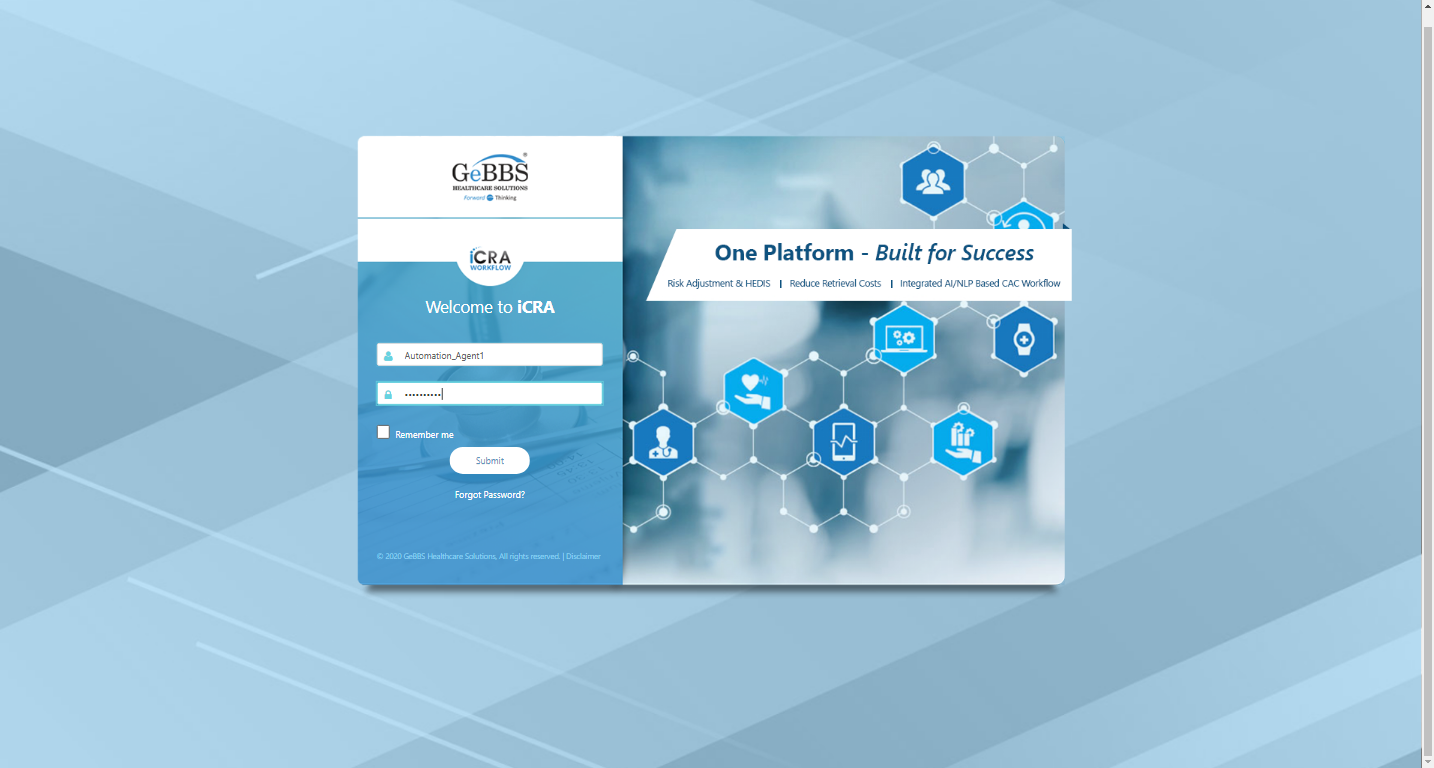 GeBBS®
HEALTHCARE SOLUTIONS
Forward Thinking
iCRA
WORKFLOW
Welcome to iCRA
Automation_Agent1
••••••••••
Remember me
Submit
Forgot Password?
© 2020 GeBBS Healthcare Solutions, All rights reserved. | Disclaimer
One Platform - Built for Success
Risk Adjustment & HEDIS | Reduce Retrieval Costs | Integrated AI/NLP Based CAC Workflow